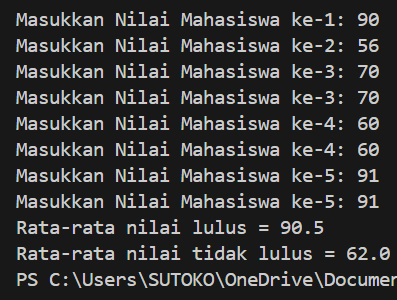 Masukkan Nilai Mahasiswa ke-1: 90
Masukkan Nilai Mahasiswa ke-2: 56
Masukkan Nilai Mahasiswa ke-3: 70
Masukkan Nilai Mahasiswa ke-3: 70
Masukkan Nilai Mahasiswa ke-4: 60
Masukkan Nilai Mahasiswa ke-4: 60
Masukkan Nilai Mahasiswa ke-5: 91
Masukkan Nilai Mahasiswa ke-5: 91
Rata-rata nilai lulus = 90.5
Rata-rata nilai tidak lulus = 62.0
PS C:\Users\SUTOKO\OneDrive\Documen